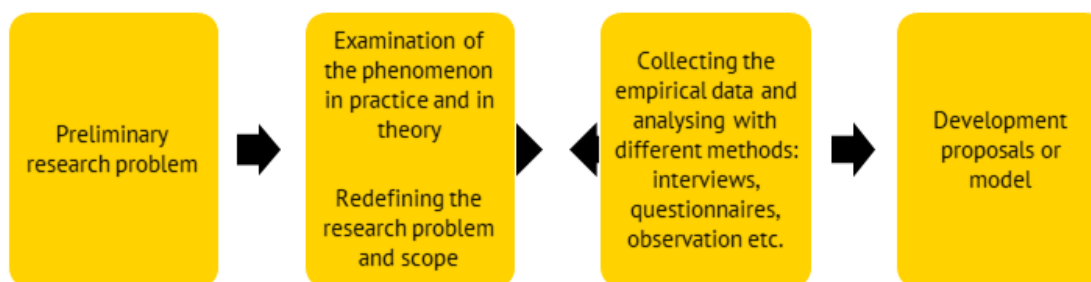 Preliminary
research problem
Examination of
the phenomenon
in practice and in
theory
Redefining the
research problem
and scope
Collecting the
empirical data and
analysing with
different methods:
interviews,
questionnaires,
observation etc.
Development
proposals or
model